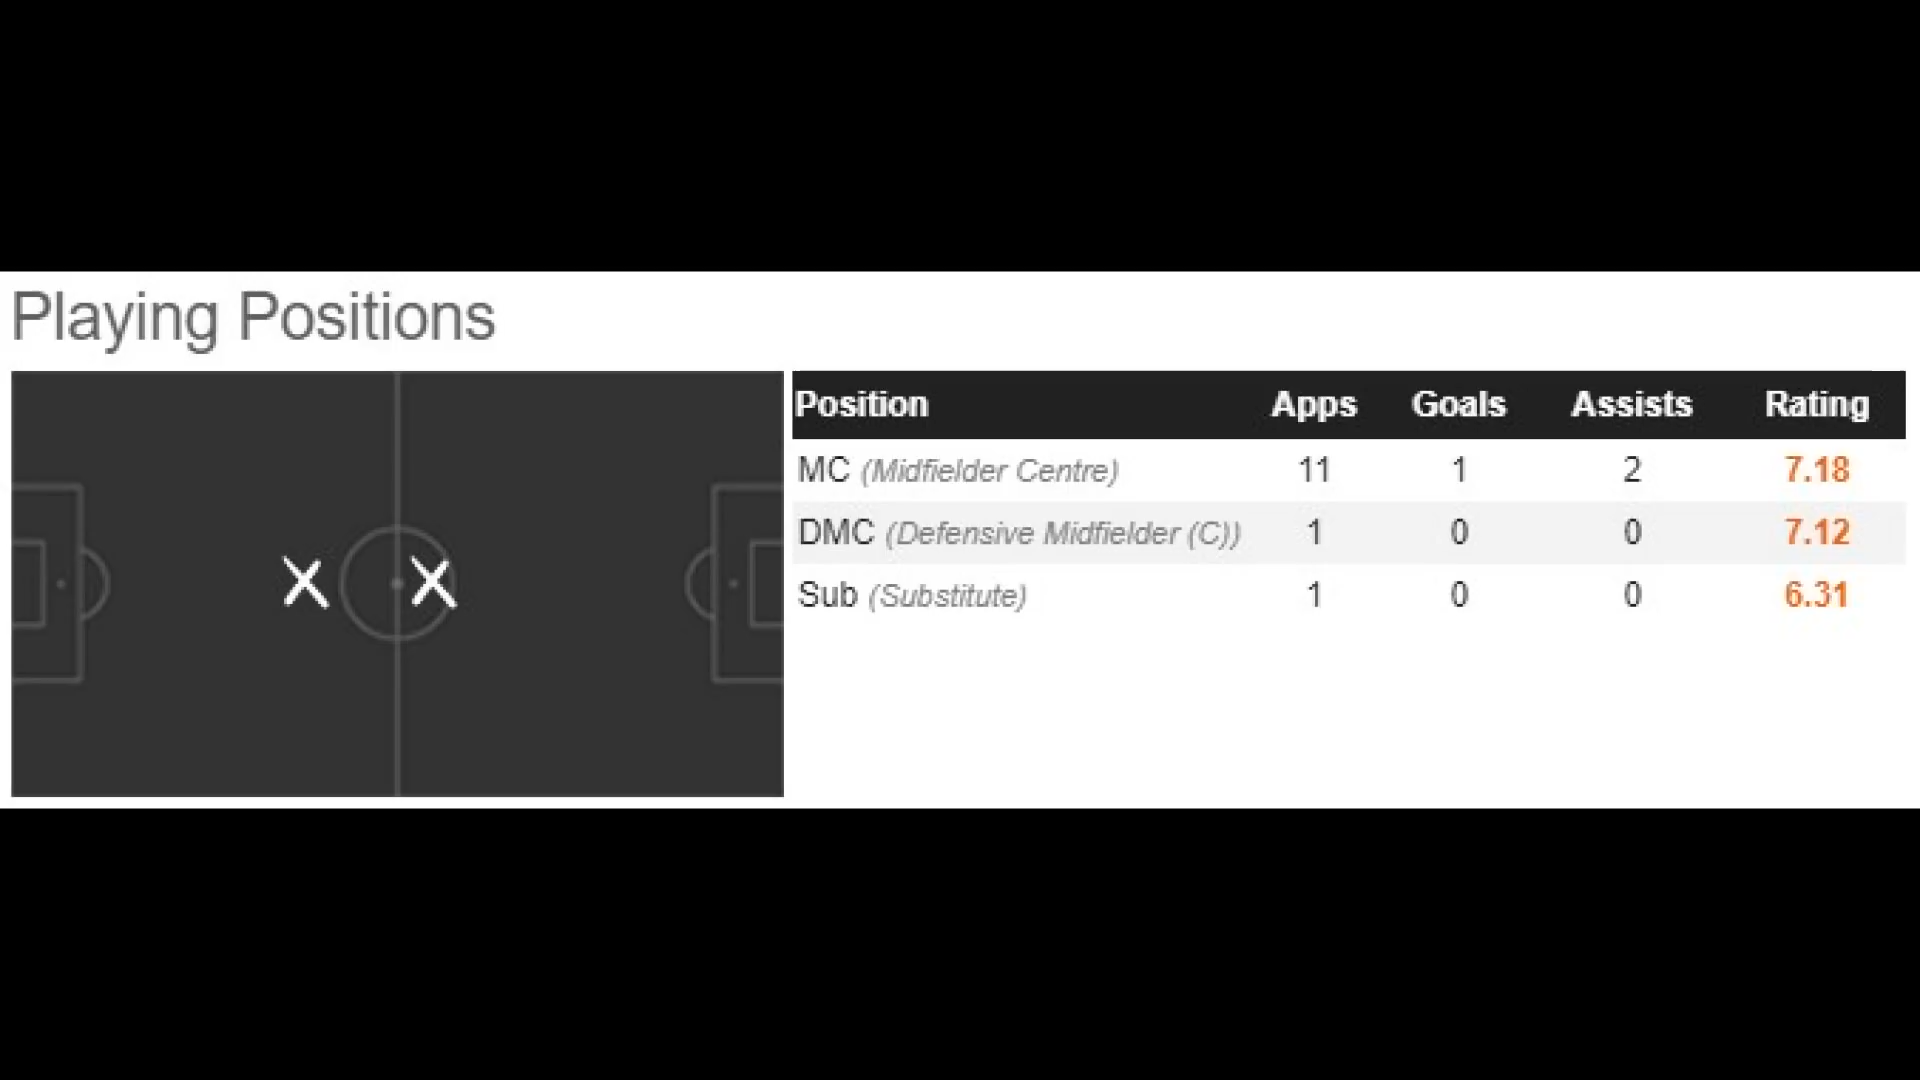 Playing Positions
Position Apps Goals Assists Rating
MC (Midfielder Centre) 11 1 2 7.18
DMC (Defensive Midfielder (C)) 1 0 0 7.12
Sub (Substitute) 1 0 0 6.31